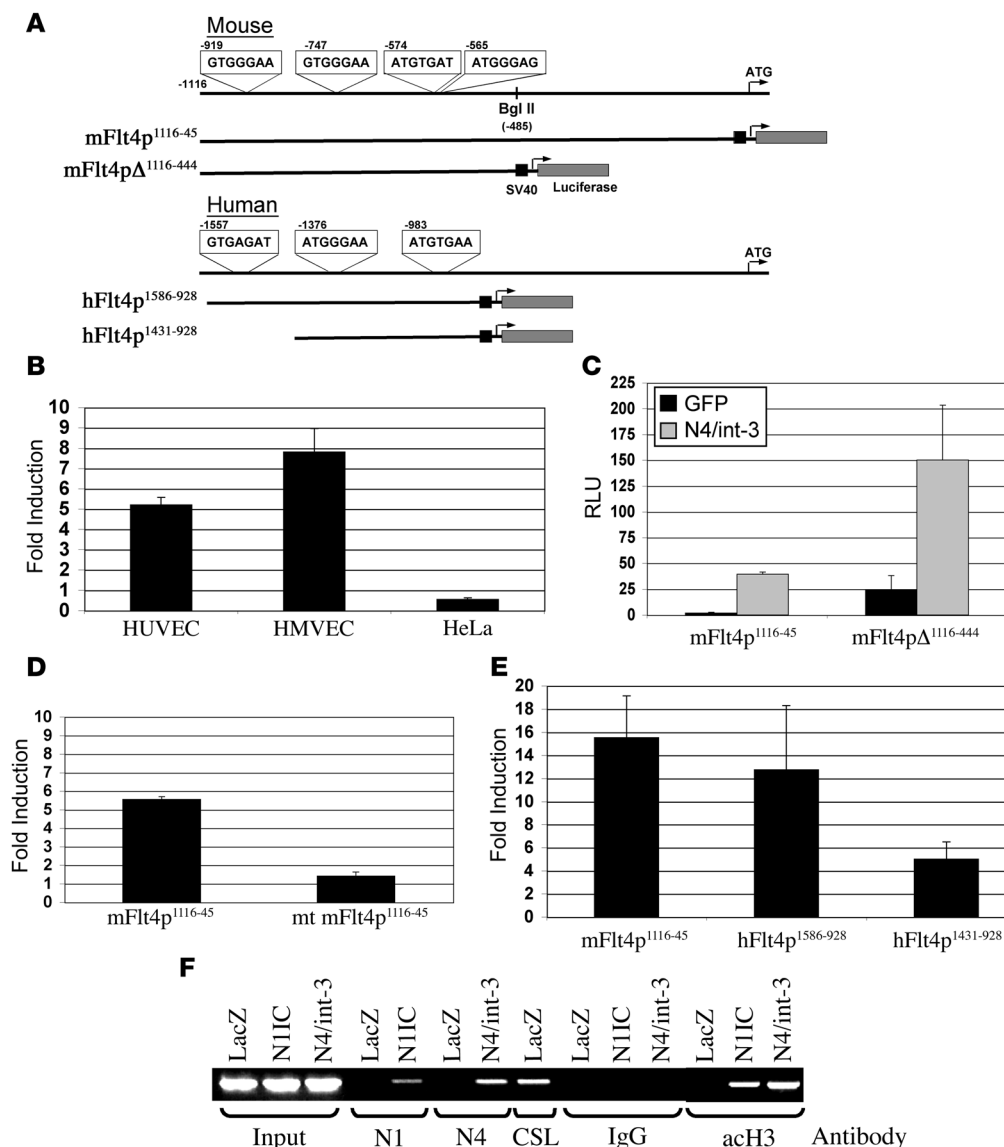 A
Mouse
-919 -747 -574 -565
GTGGGAA GTGGGAA ATGTGAT ATGGGAG
-1116 ATG
Bgl II
(-485)
mFlt4p1116-45
mFlt4pΔ1116-444
SV40 Luciferase
Human
-1557 -1376 -983
GTGAGAT ATGGGAA ATGTGAA
ATG
hFlt4p1586-928
hFlt4p1431-928
B
Fold Induction
10
9
8
7
6
5
4
3
2
1
0
HUVEC HMVEC HeLa
C
RLU
225
200
175
150
125
100
75
50
25
0
GFP
N4/int-3
mFlt4p1116-45 mFlt4pΔ1116-444
D
Fold Induction
10
9
8
7
6
5
4
3
2
1
0
mFlt4p1116-45 mt mFlt4p1116-45
E
Fold Induction
20
18
16
14
12
10
8
6
4
2
0
mFlt4p1116-45 hFlt4p1586-928 hFlt4p1431-928
F
LacZ N1IC N4/int-3 LacZ N1IC LacZ N4/int-3 LacZ LacZ N1IC N4/int-3 LacZ N1IC N4/int-3
Input N1 N4 CSL IgG acH3 Antibody